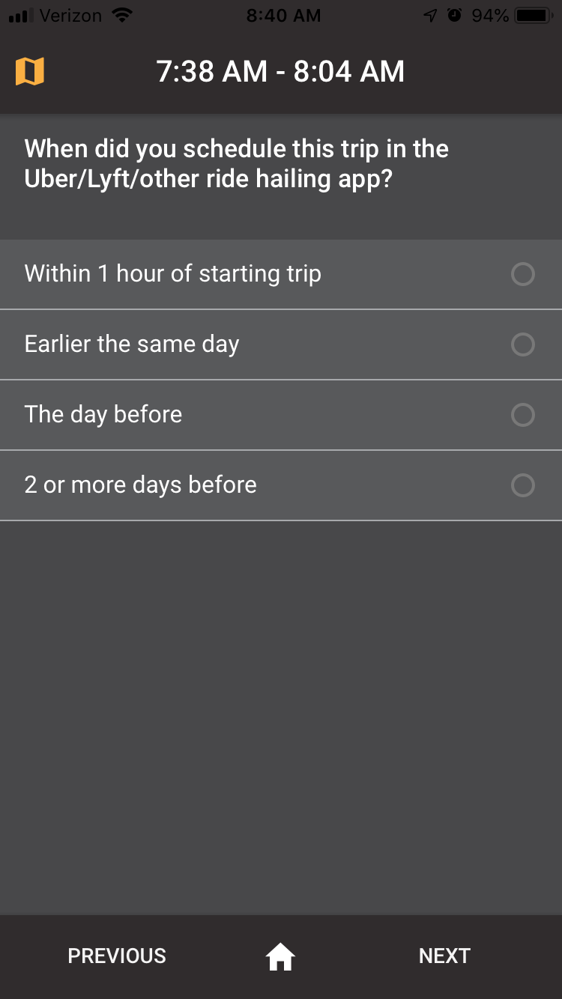 Verizon 8:40 AM 94%
7:38 AM - 8:04 AM
When did you schedule this trip in the
Uber/Lyft/other ride hailing app?
Within 1 hour of starting trip
Earlier the same day
The day before
2 or more days before
PREVIOUS NEXT